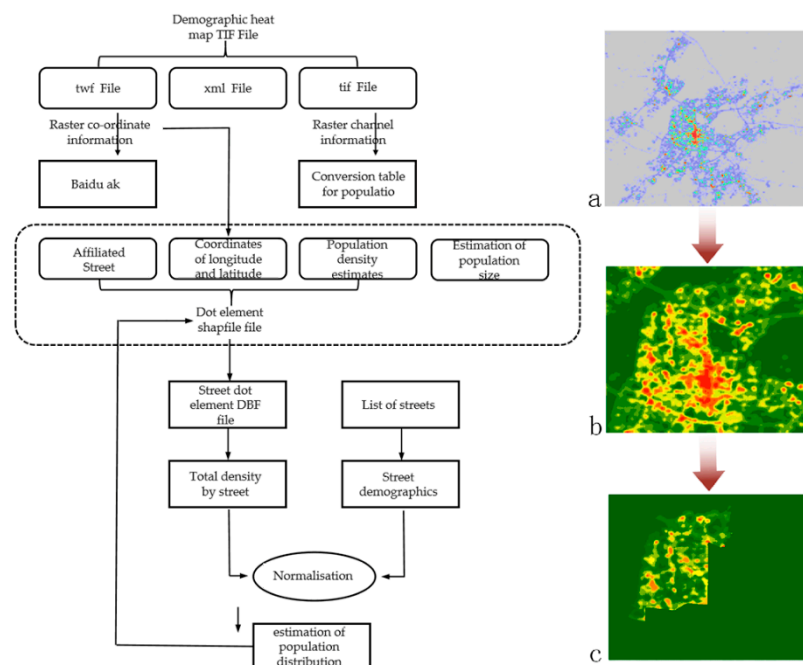 Demographic heat
map TIF File
twf File
xml File
tif File
Raster co-ordinate
information
Raster channel
information
Baidu ak
Conversion table
for populatio
Affiliated
Street
Coordinates
of longitude
and latitude
Population
density
estimates
Estimation of
population
size
Dot element
shapfile file
Street dot
element DBF
file
List of streets
Total density
by street
Street
demographics
Normalisation
estimation of
population
distribution
a
b
c